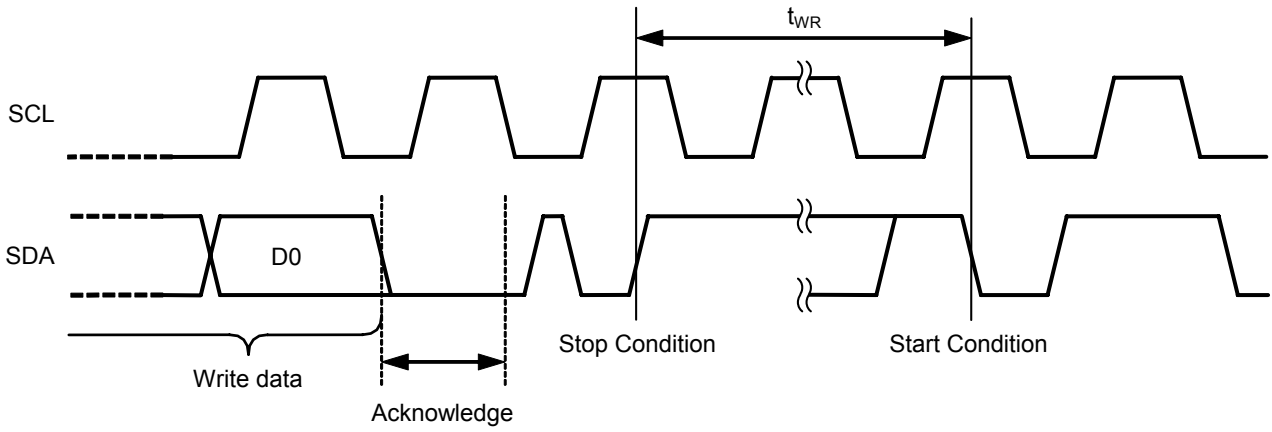 tWR
SCL
SDA
D0
Stop Condition
Start Condition
Write data
Acknowledge